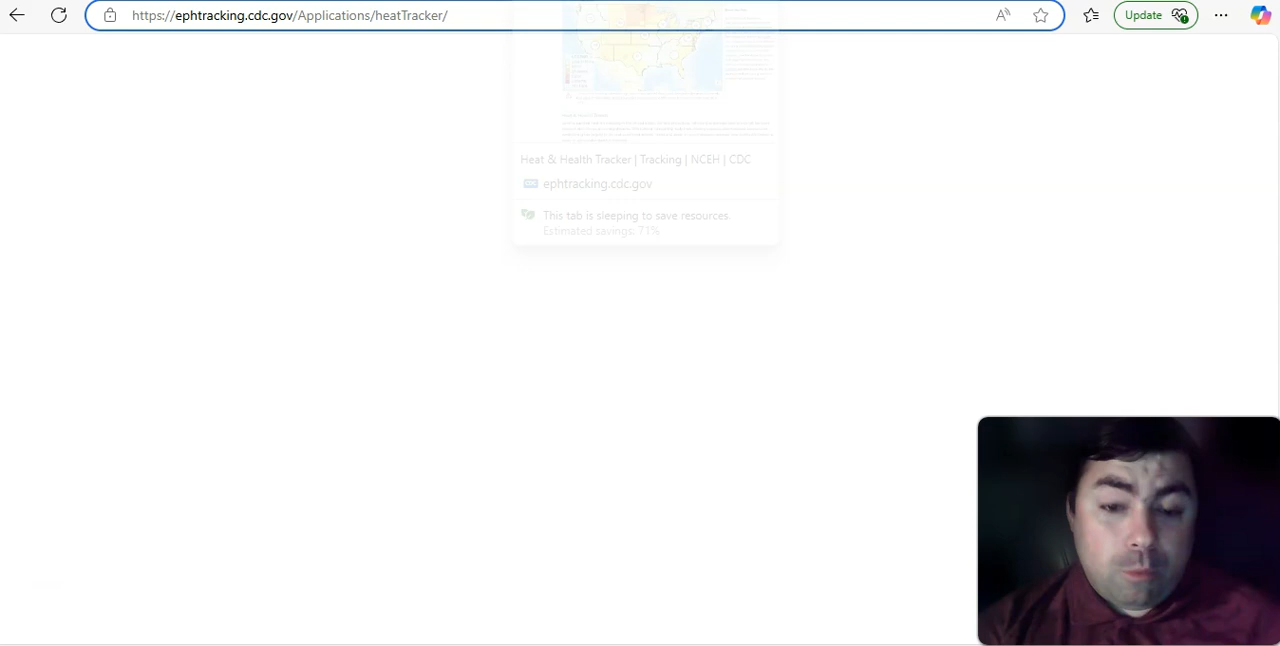 https://ephtracking.cdc.gov/Applications/heatTracker/
Update
Heat & Health Tracker | Tracking | NCEH | CDC
ephtracking.cdc.gov
This tab is sleeping to save resources.
Estimated savings: 71%